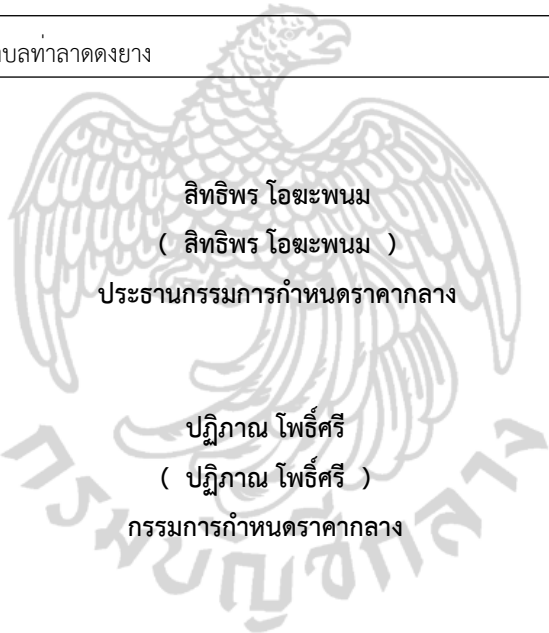 บลท่าลาดดงยาง
สิทธิพร โอฆะพนม
( สิทธิพร โอฆะพนม )
ประธานกรรมการกำหนดราคากลาง
ปฏิภาณ โพธิ์ศรี
( ปฏิภาณ โพธิ์ศรี )
กรรมการกำหนดราคากลาง
กรมบัญชีกลาง